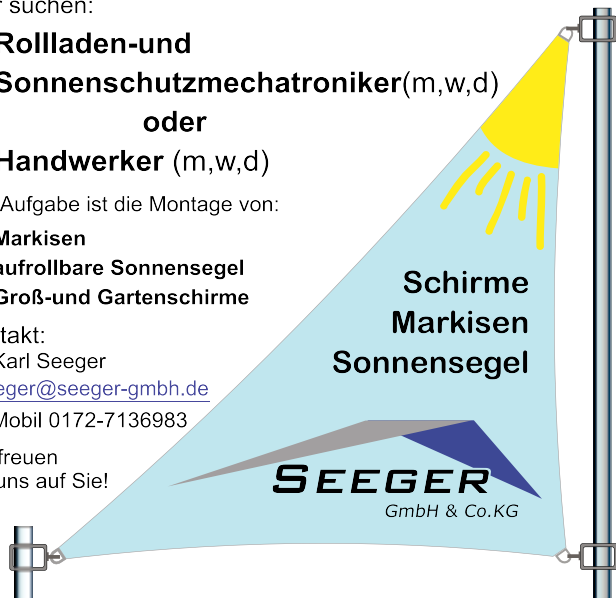 r suchen:
Rollladen-und
Sonnenschutzmechatroniker(m,w,d)
oder
Handwerker (m,w,d)
Aufgabe ist die Montage von:
Markisen
aufrollbare Sonnensegel
Groß-und Gartenschirme
takt:
Karl Seeger
eger@seeger-gmbh.de
Mobil 0172-7136983
freuen
uns auf Sie!
Schirme
Markisen
Sonnensegel
SEEGER
GmbH & Co.KG